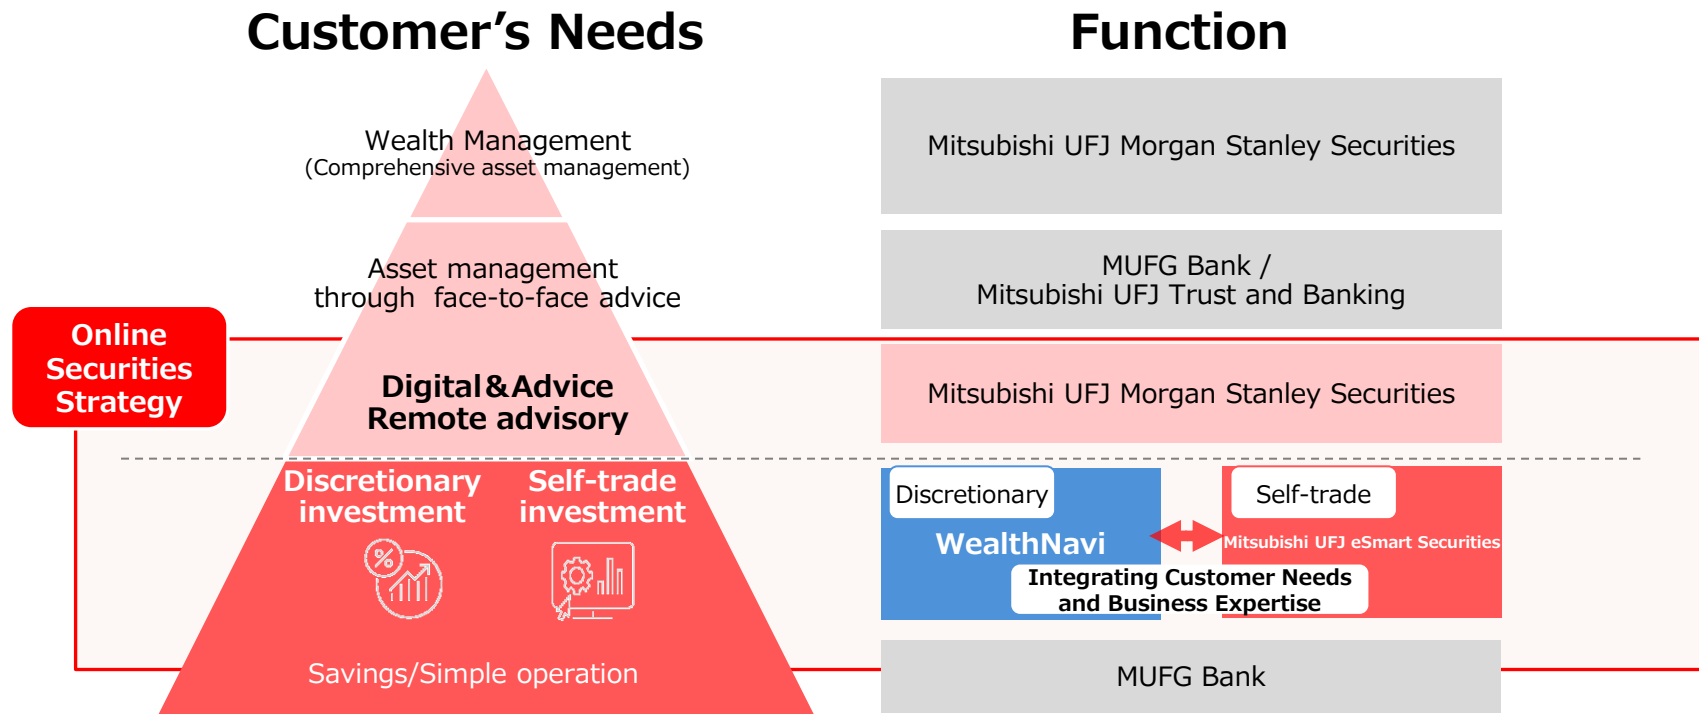 Customer’s Needs
Function
Wealth Management
(Comprehensive asset management)
Mitsubishi UFJ Morgan Stanley Securities
Asset management
through face-to-face advice
MUFG Bank /
Mitsubishi UFJ Trust and Banking
Online
Securities
Strategy
Digital&Advice
Remote advisory
Mitsubishi UFJ Morgan Stanley Securities
Discretionary
investment
Self-trade
investment
%
Discretionary
WealthNavi
Self-trade
Mitsubishi UFJ eSmart Securities
Integrating Customer Needs
and Business Expertise
Savings/Simple operation
MUFG Bank